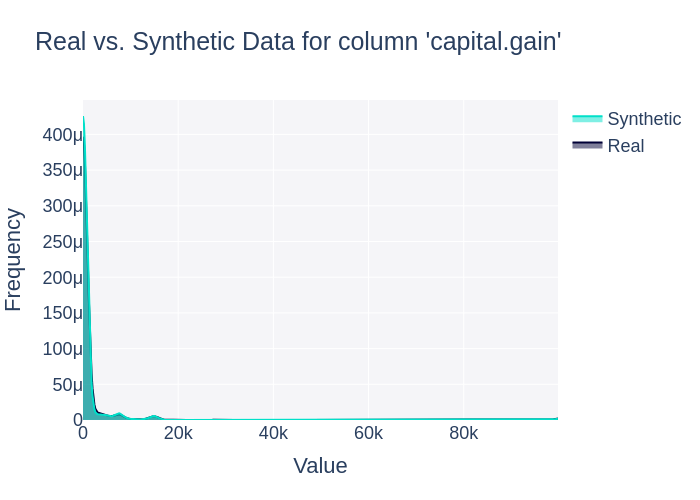 Real vs. Synthetic Data for column 'capital.gain'
Synthetic
Real
400μ
350μ
300μ
250μ
200μ
150μ
100μ
50μ
0
0
20k
40k
60k
80k
Frequency
Value